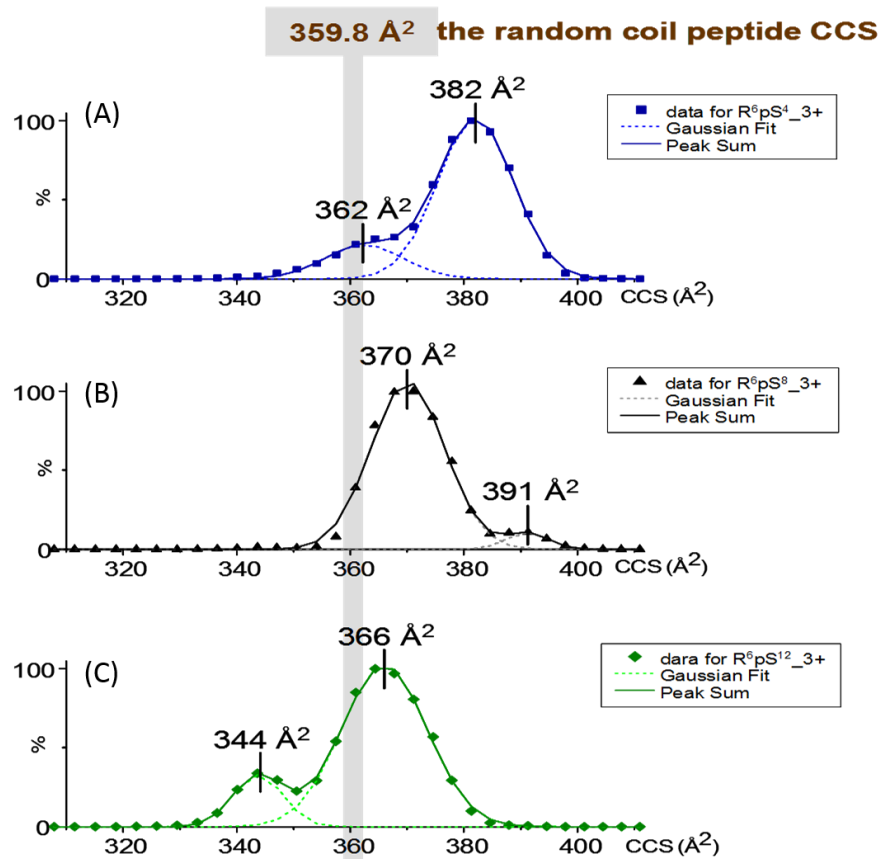 359.8 Å² the random coil peptide CCS
(A)
382 Å²
data for R⁶pS⁴_3+
Gaussian Fit
Peak Sum
100
%
362 Å²
0
320 340 360 380 400 CCS (Å²)
(B)
370 Å²
data for R⁶pS⁸_3+
Gaussian Fit
Peak Sum
100
%
391 Å²
0
320 340 360 380 400 CCS (Å²)
(C)
366 Å²
dara for R⁶pS¹²_3+
Gaussian Fit
Peak Sum
100
%
344 Å²
0
320 340 360 380 400 CCS (Å²)